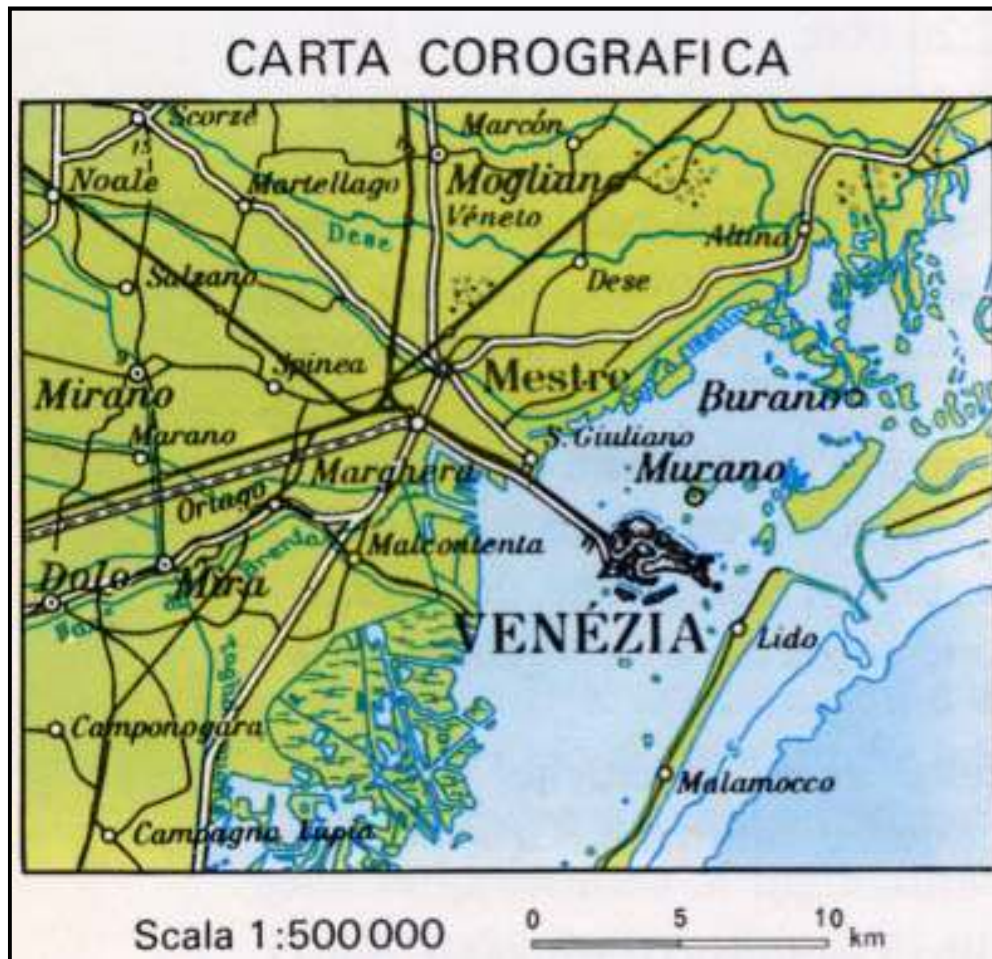 CARTA COROGRAFICA
Scorzè
Marcón
Noale
Martellago
Mogliano
Véneto
Dese
Altino
Salzano
Dese
Spinea
Mestre
Mirano
Burano
Marano
S. Giuliano
Marghera
Murano
Oriago
Malcontenta
Dolo
Mira
Brenta
VENÉZIA
Lido
Camponogara
Malamocco
Campagna Lupia
Scala 1:500 000
0 5 10
km